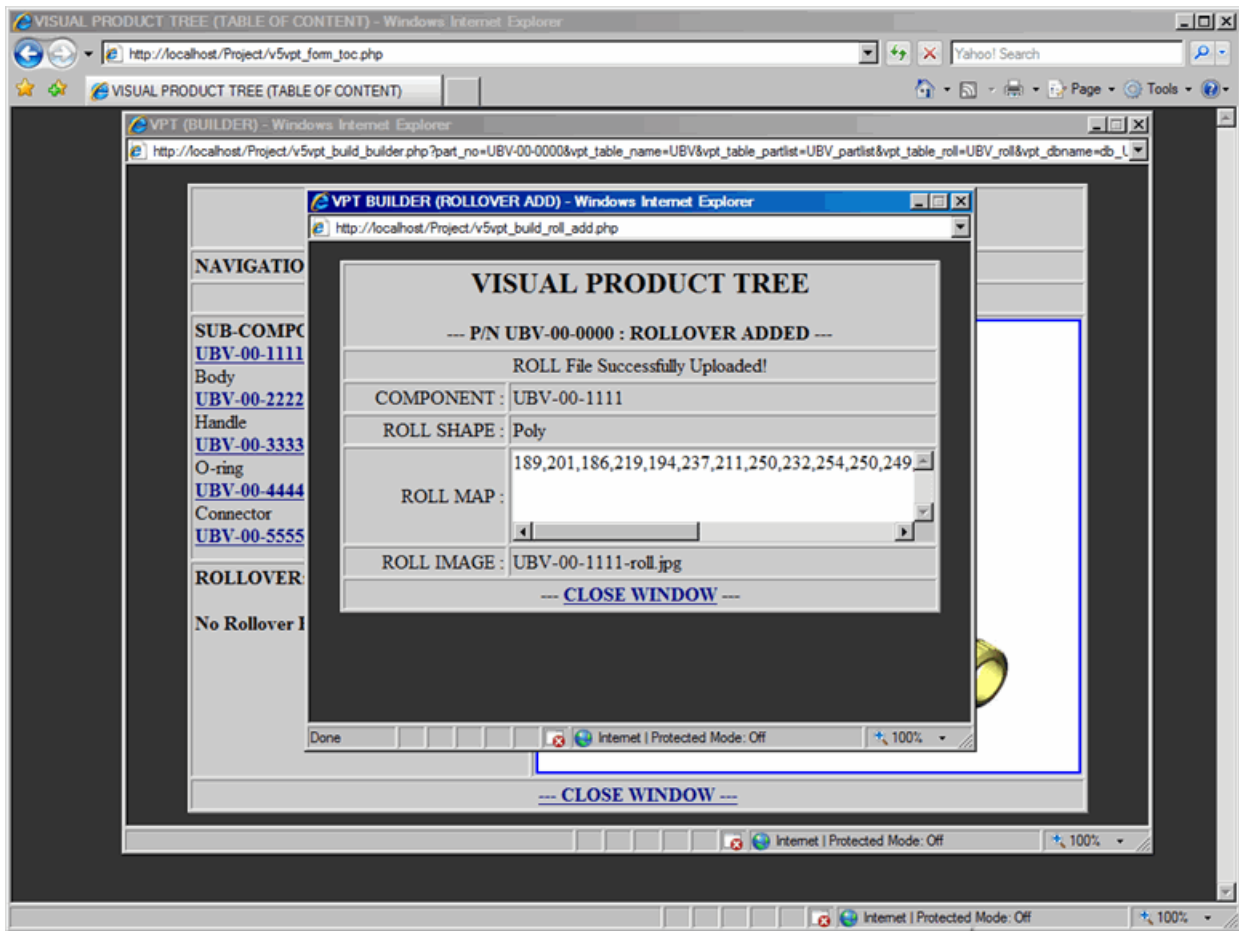 VISUAL PRODUCT TREE (TABLE OF CONTENT) - Windows Internet Explorer
http://localhost/Project/v5vpt_form_toc.php
Yahoo! Search
VISUAL PRODUCT TREE (TABLE OF CONTENT)
Page
Tools
VPT (BUILDER) - Windows Internet Explorer
http://localhost/Project/v5vpt_build_builder.php?part_no=UBV-00-0000&vpt_table_name=UBV&vpt_table_partlist=UBV_partlist&vpt_table_roll=UBV_roll&vpt_dbname=db_
VPT BUILDER (ROLLOVER ADD) - Windows Internet Explorer
http://localhost/Project/v5vpt_build_roll_add.php
NAVIGATIO
SUB-COMPO
UBV-00-1111
Body
UBV-00-2222
Handle
UBV-00-3333
O-ring
UBV-00-4444
Connector
UBV-00-5555
ROLLOVER
No Rollover
VISUAL PRODUCT TREE
--- P/N UBV-00-0000 : ROLLOVER ADDED ---
ROLL File Successfully Uploaded!
COMPONENT : UBV-00-1111
ROLL SHAPE : Poly
ROLL MAP : 189,201,186,219,194,237,211,250,232,254,250,249
ROLL IMAGE : UBV-00-1111-roll.jpg
--- CLOSE WINDOW ---
Done
Internet | Protected Mode: Off
100%
--- CLOSE WINDOW ---
Internet | Protected Mode: Off
100%
Internet | Protected Mode: Off
100%